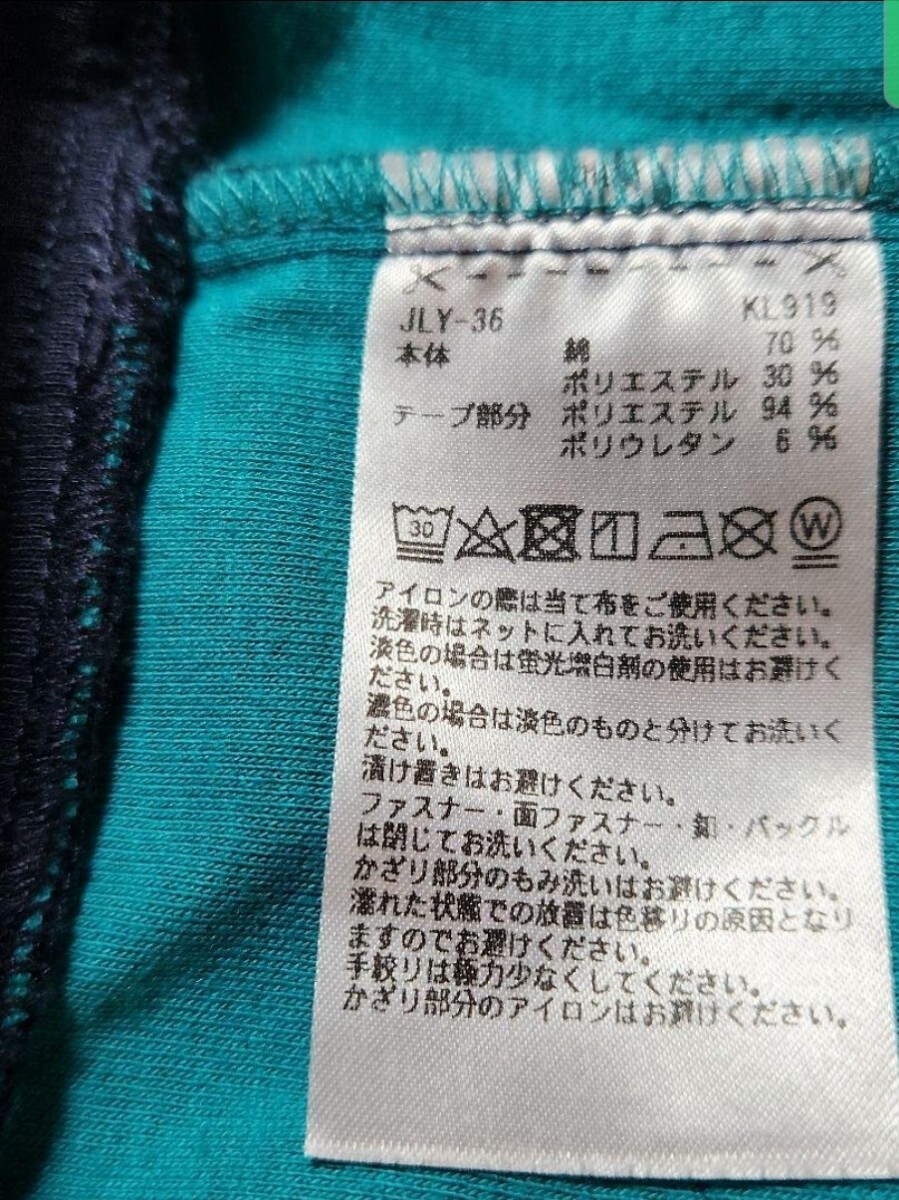 JLY-36 KL919
本体 綿 70 %
ポリエステル 30 %
テープ部分 ポリエステル 94 %
ポリウレタン 6 %
30 1 W
アイロンの際は当て布をご使用ください。
洗濯時はネットに入れてお洗いください。
淡色の場合は蛍光増白剤の使用はお避けく
ださい。
濃色の場合は淡色のものと分けてお洗いく
ださい。
漬け置きはお避けください。
ファスナー・面ファスナー・釦・バックル
は閉じてお洗いください。
かざり部分のもみ洗いはお避けください。
濡れた状態での放置は色移りの原因となり
ますのでお避けください。
手絞りは極力少なくしてください。
かざり部分のアイロンはお避けください。